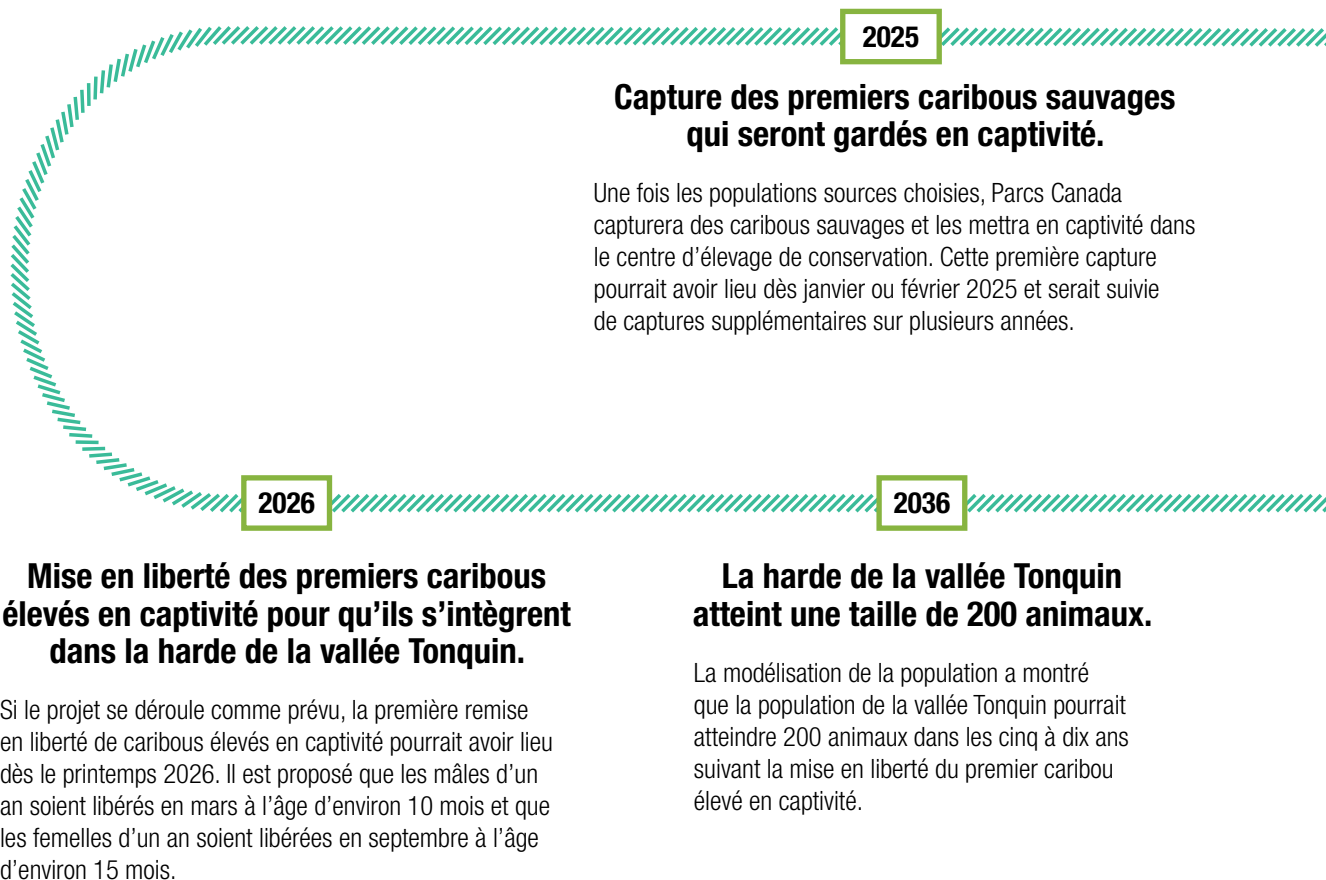 2025
Capture des premiers caribous sauvages
qui seront gardés en captivité.
Une fois les populations sources choisies, Parcs Canada
capturera des caribous sauvages et les mettra en captivité dans
le centre d’élevage de conservation. Cette première capture
pourrait avoir lieu dès janvier ou février 2025 et serait suivie
de captures supplémentaires sur plusieurs années.
2026
Mise en liberté des premiers caribous
élevés en captivité pour qu’ils s’intègrent
dans la harde de la vallée Tonquin.
Si le projet se déroule comme prévu, la première remise
en liberté de caribous élevés en captivité pourrait avoir lieu
dès le printemps 2026. Il est proposé que les mâles d’un
an soient libérés en mars à l’âge d’environ 10 mois et que
les femelles d’un an soient libérées en septembre à l’âge
d’environ 15 mois.
2036
La harde de la vallée Tonquin
atteint une taille de 200 animaux.
La modélisation de la population a montré
que la population de la vallée Tonquin pourrait
atteindre 200 animaux dans les cinq à dix ans
suivant la mise en liberté du premier caribou
élevé en captivité.